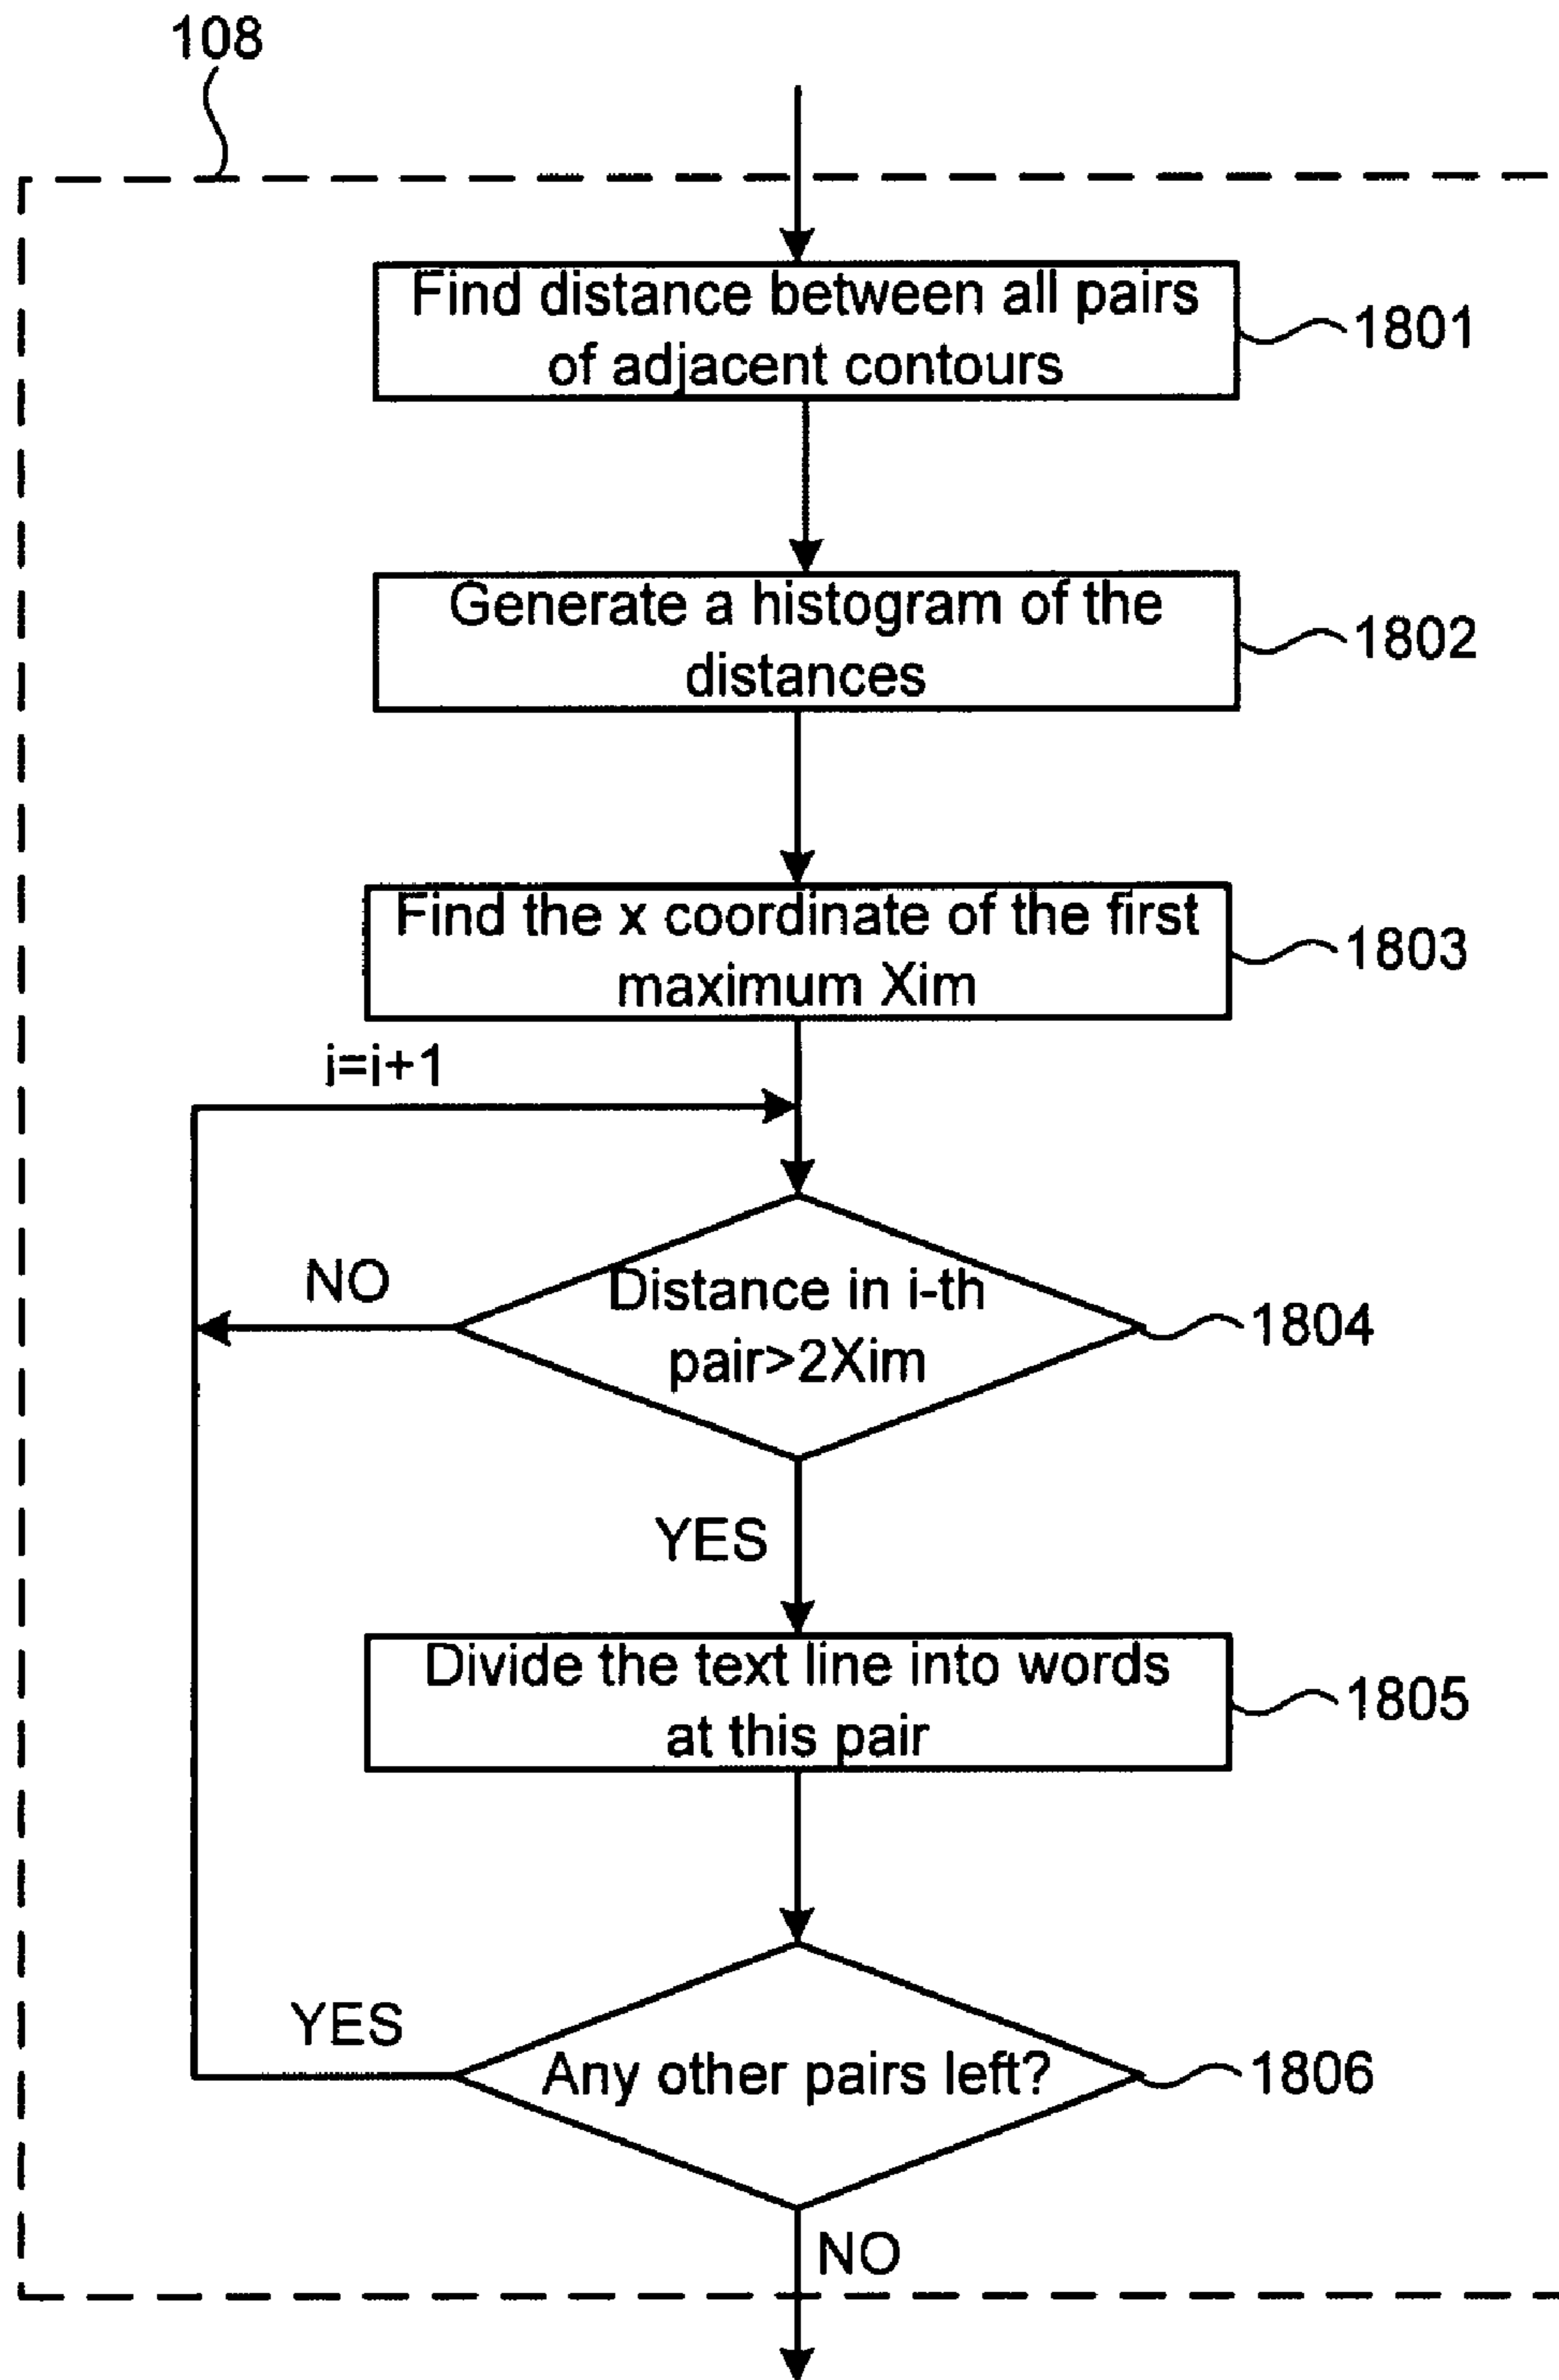 108
Find distance between all pairs
of adjacent contours
1801
Generate a histogram of the
distances
1802
Find the x coordinate of the first
maximum Xim
1803
i=i+1
NO
Distance in i-th
pair>2Xim
1804
YES
Divide the text line into words
at this pair
1805
YES
Any other pairs left?
1806
NO